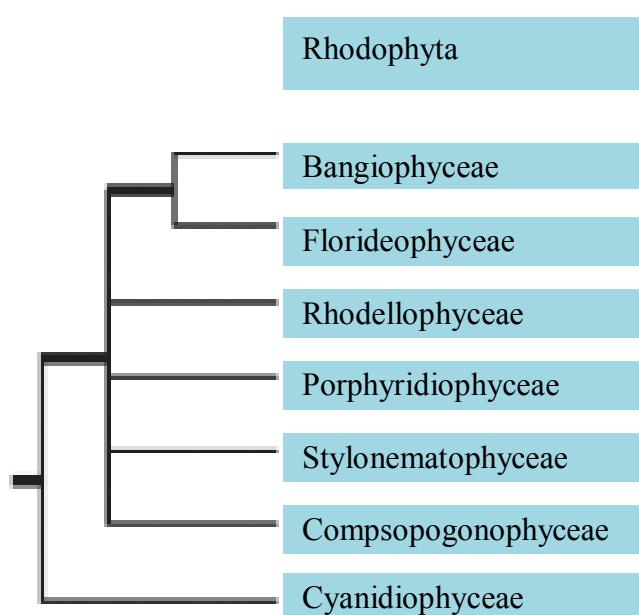 Rhodophyta
Bangiophyceae
Florideophyceae
Rhodellophyceae
Porphyridiophyceae
Stylonematophyceae
Compsopogonophyceae
Cyanidiophyceae